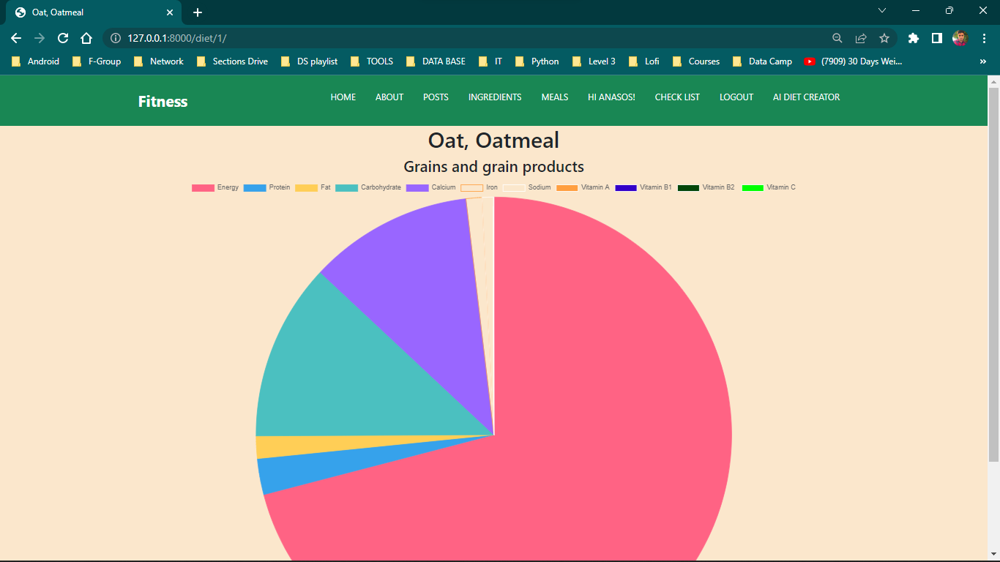 Oat, Oatmeal
127.0.0.1:8000/diet/1/
Android F-Group Network Sections Drive DS playlist TOOLS DATA BASE IT Python Level 3 Lofi Courses Data Camp (7909) 30 Days Wei... »
Fitness HOME ABOUT POSTS INGREDIENTS MEALS HI ANASOS! CHECK LIST LOGOUT AI DIET CREATOR
Oat, Oatmeal
Grains and grain products
Energy Protein Fat Carbohydrate Calcium Iron Sodium Vitamin A Vitamin B1 Vitamin B2 Vitamin C